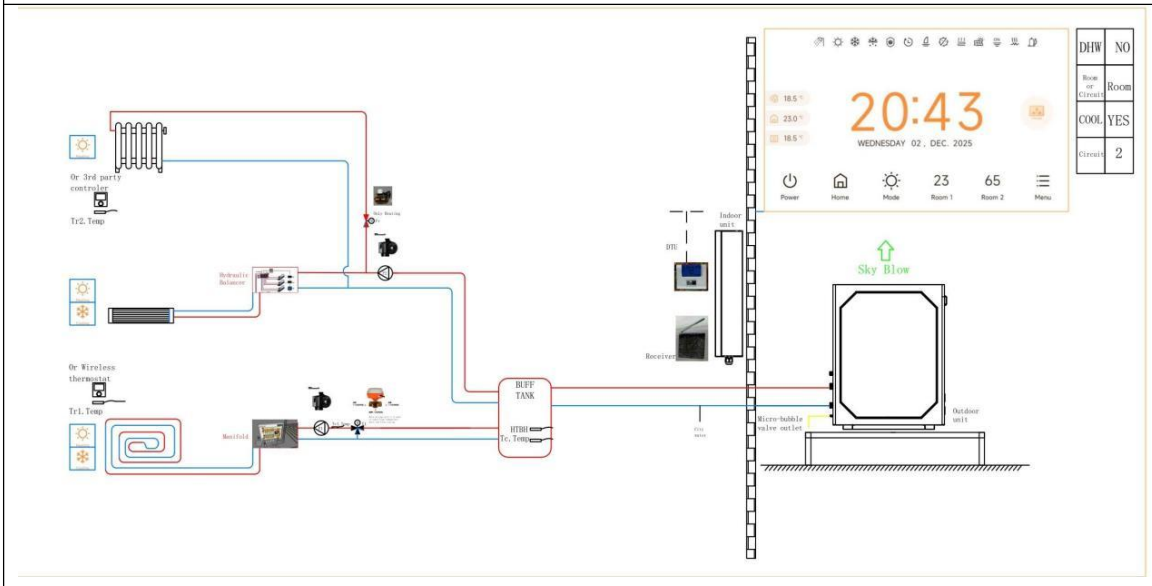 18.5 °
23.0 °
18.5 °
20:43
WEDNESDAY 02 , DEC. 2025
Power
Home
Mode
23
Room 1
65
Room 2
Menu
DHW NO
Room
or
Circuit
Room
COOL YES
Circuit 2
Or 3rd party
controler
Tr2.Temp
Only Heating
Hydraulic
Balancer
Or Wireless
thermostat
Tr1.Temp
Manifold
BUFF
TANK
HTBH
Tc.Temp
DTU
Indoor
unit
Receiver
Sky Blow
Micro-bubble
valve outlet
Outdoor
unit